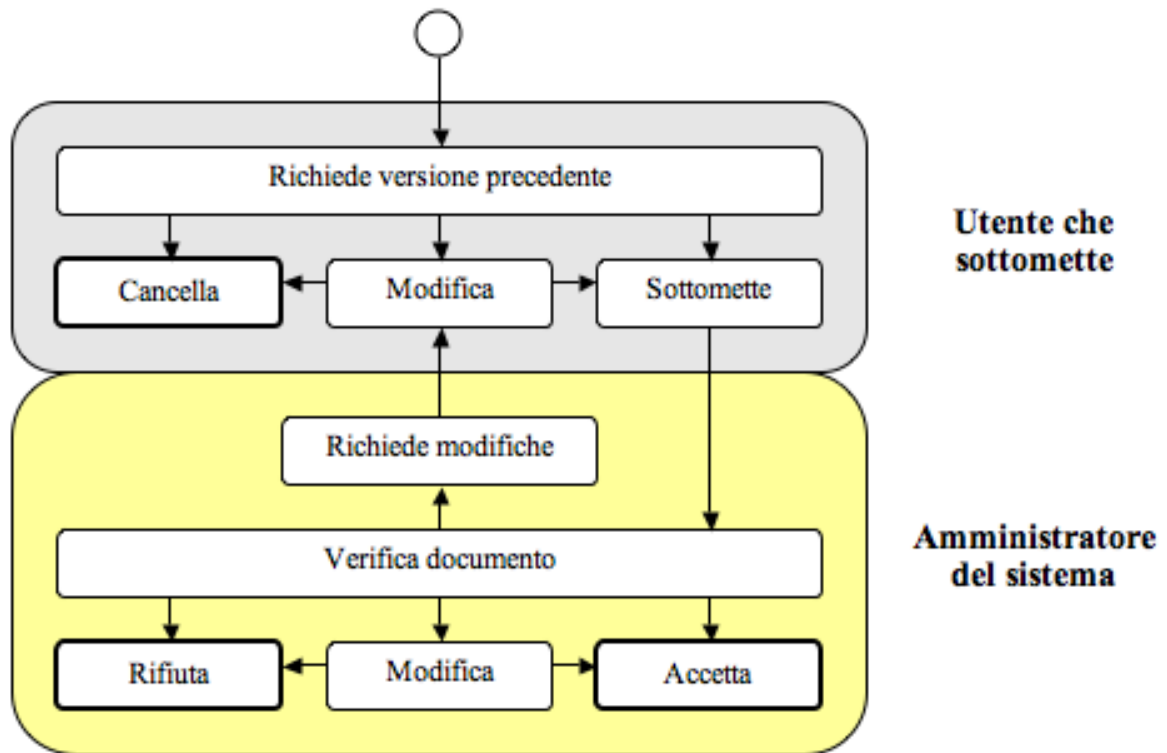 Richiede versione precedente
Cancella
Modifica
Sottomette
Utente che
sottomette
Richiede modifiche
Verifica documento
Amministratore
del sistema
Rifiuta
Modifica
Accetta